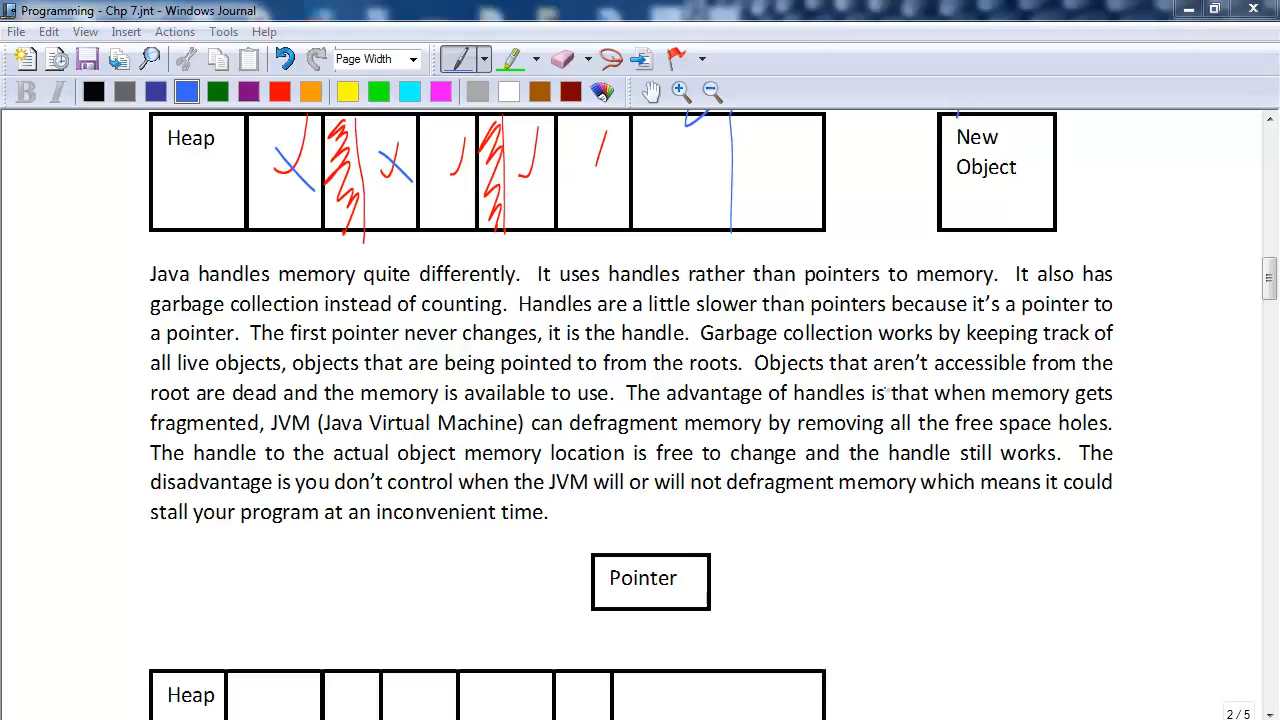 Programming - Chp 7.jnt - Windows Journal
File Edit View Insert Actions Tools Help
Page Width
B I
Heap
New
Object
Java handles memory quite differently. It uses handles rather than pointers to memory. It also has
garbage collection instead of counting. Handles are a little slower than pointers because it's a pointer to
a pointer. The first pointer never changes, it is the handle. Garbage collection works by keeping track of
all live objects, objects that are being pointed to from the roots. Objects that aren't accessible from the
root are dead and the memory is available to use. The advantage of handles is that when memory gets
fragmented, JVM (Java Virtual Machine) can defragment memory by removing all the free space holes.
The handle to the actual object memory location is free to change and the handle still works. The
disadvantage is you don't control when the JVM will or will not defragment memory which means it could
stall your program at an inconvenient time.
Pointer
Heap
2 / 5